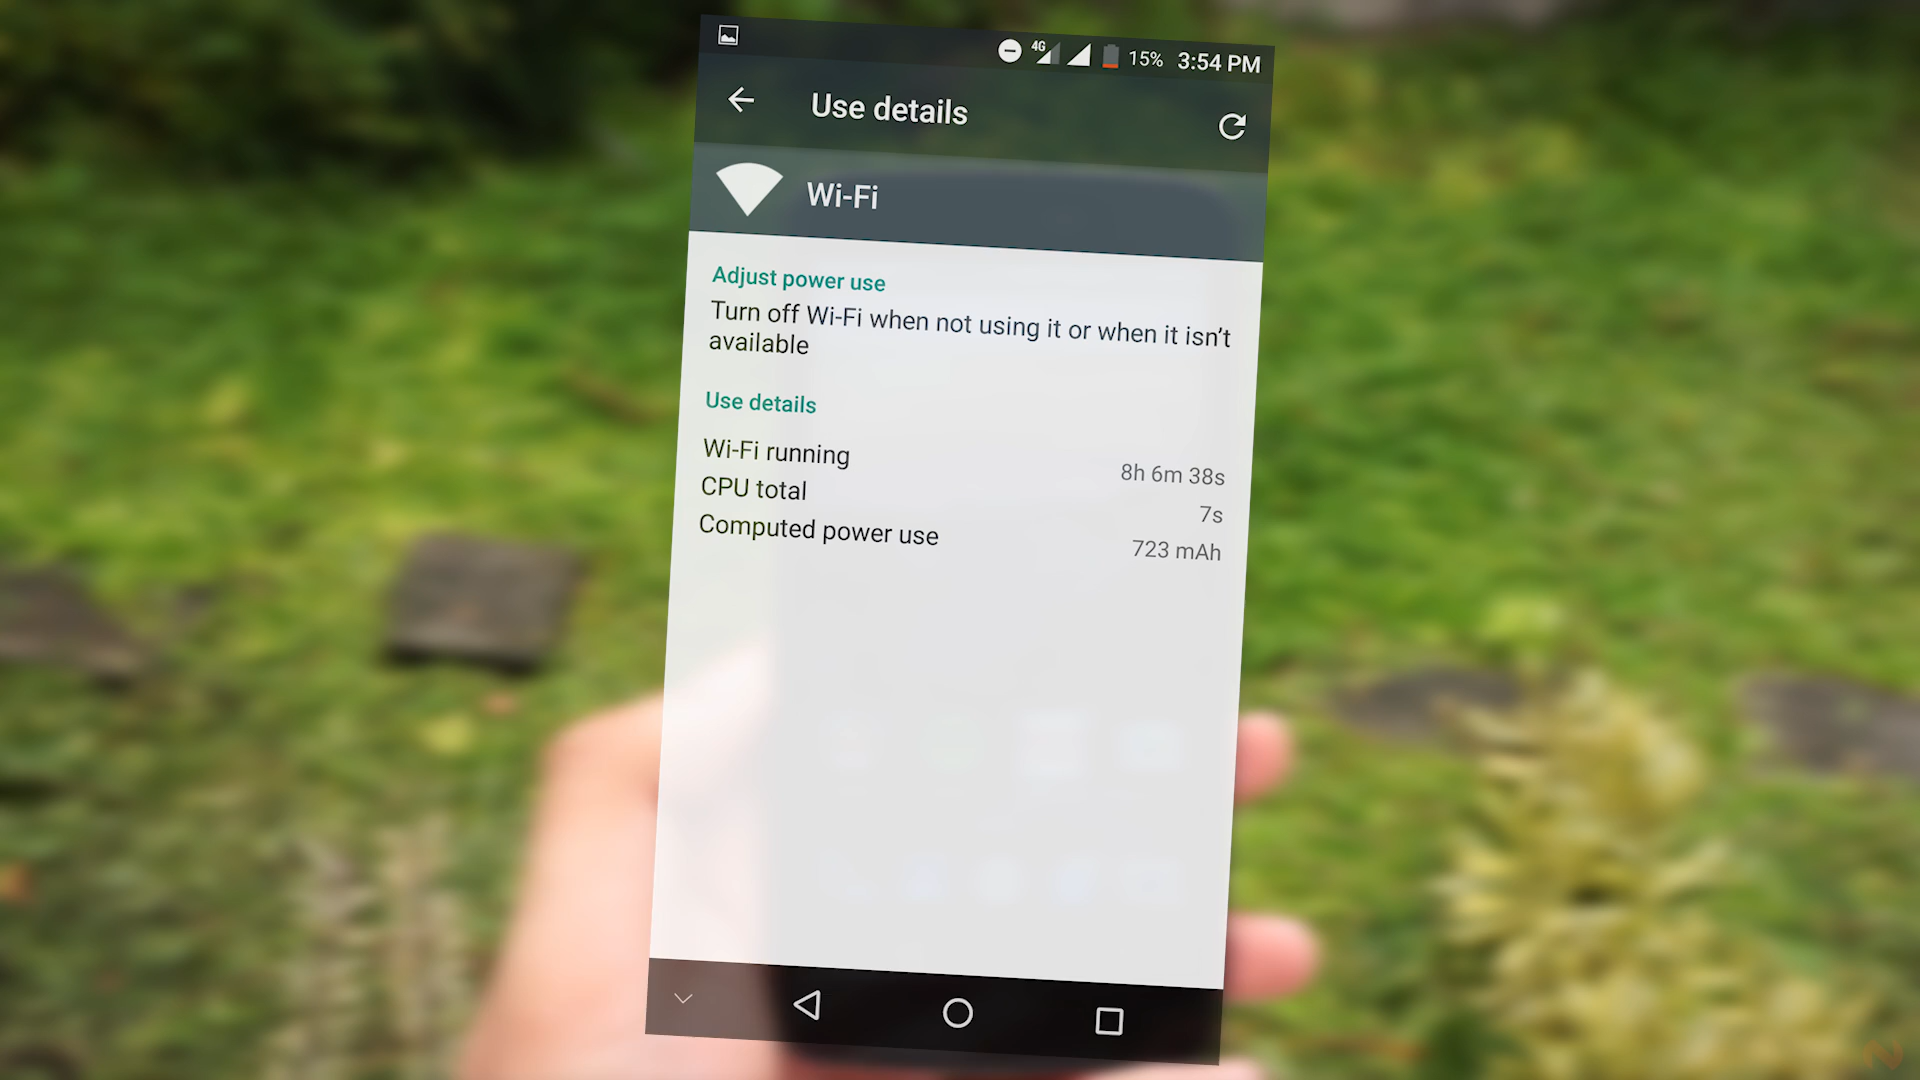 4G 15% 3:54 PM
Use details
Wi-Fi
Adjust power use
Turn off Wi-Fi when not using it or when it isn't
available
Use details
Wi-Fi running 8h 6m 38s
CPU total 7s
Computed power use 723 mAh